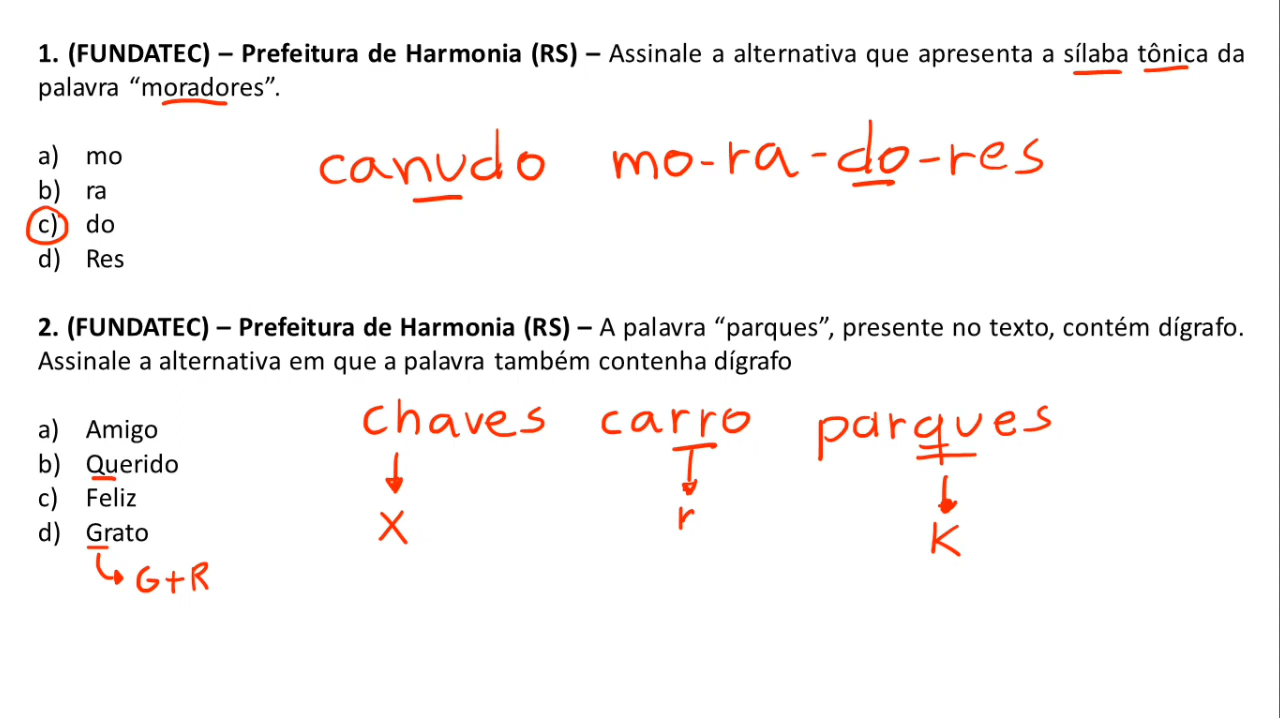 1. (FUNDATEC) – Prefeitura de Harmonia (RS) – Assinale a alternativa que apresenta a sílaba tônica da
palavra “moradores”.
a) mo
b) ra
c) do
d) Res
canudo mo-ra-do-res
2. (FUNDATEC) – Prefeitura de Harmonia (RS) – A palavra “parques”, presente no texto, contém dígrafo.
Assinale a alternativa em que a palavra também contenha dígrafo
a) Amigo
b) Querido
c) Feliz
d) Grato
G+R
chaves carro parques
X r K